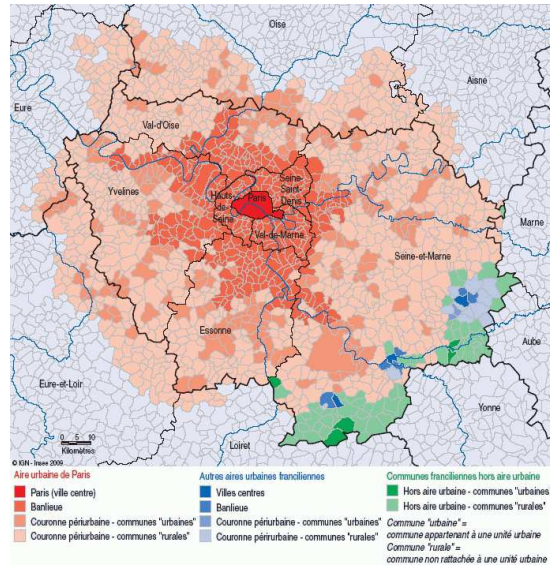 Oise
Aisne
Eure
Val-d'Oise
Yvelines
Hauts-
de-
Seine
Paris
Seine-
Saint-
Denis
Marne
Val-de-Marne
Seine-et-Marne
Essonne
Aube
Eure-et-Loir
Yonne
Loiret
0 5 10
Kilomètres
© IGN - Insee 2009
Aire urbaine de Paris
Paris (ville centre)
Banlieue
Couronne périurbaine - communes "urbaines"
Couronne périurbaine - communes "rurales"
Autres aires urbaines franciliennes
Villes centres
Banlieue
Couronne périurbaine - communes "urbaines"
Couronne périrurbaine - communes "rurales"
Communes franciliennes hors aire urbaine
Hors aire urbaine - communes "urbaines"
Hors aire urbaine - communes "rurales"
Commune "urbaine" =
commune appartenant à une unité urbaine
Commune "rurale" =
commune non rattachée à une unité urbaine